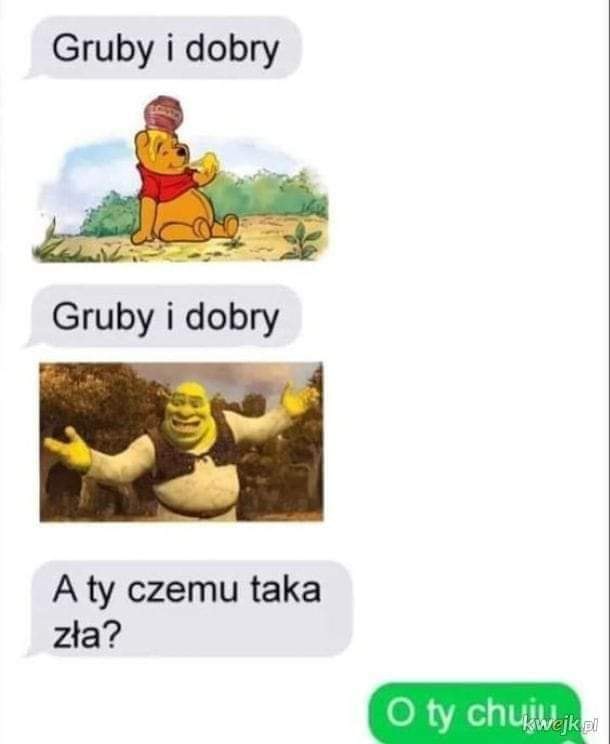 Gruby i dobry
Gruby i dobry
A ty czemu taka
zła?
O ty chuju
kwejk.pl